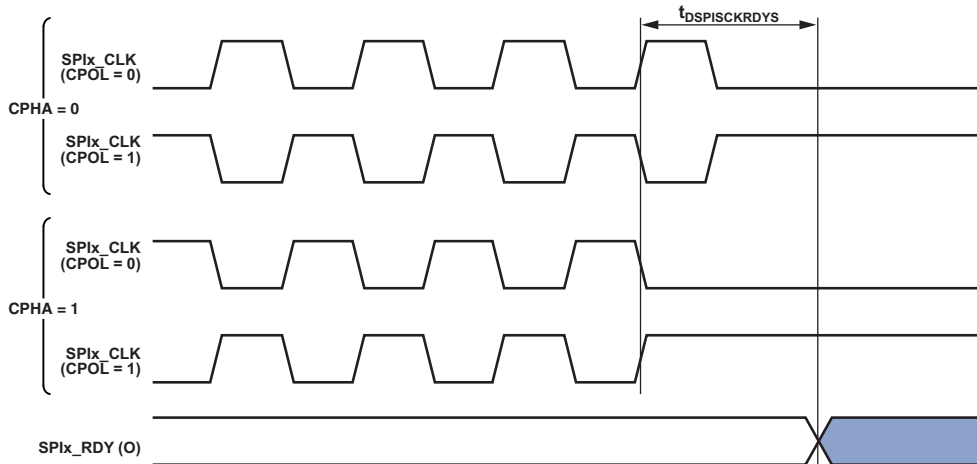 tDSPISCKRDYS
SPIx_CLK
(CPOL = 0)
CPHA = 0
SPIx_CLK
(CPOL = 1)
SPIx_CLK
(CPOL = 0)
CPHA = 1
SPIx_CLK
(CPOL = 1)
SPIx_RDY (O)